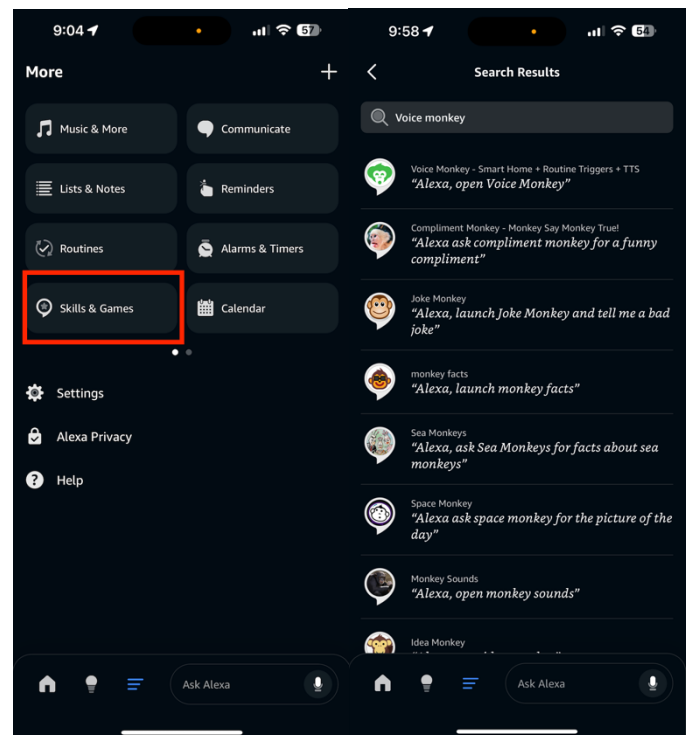 9:04
57
More
Music & More
Communicate
Lists & Notes
Reminders
Routines
Alarms & Timers
Skills & Games
Calendar
Settings
Alexa Privacy
Help
Ask Alexa
9:58
54
Search Results
Voice monkey
Voice Monkey - Smart Home + Routine Triggers + TTS
“Alexa, open Voice Monkey”
Compliment Monkey - Monkey Say Monkey True!
“Alexa ask compliment monkey for a funny
compliment”
Joke Monkey
“Alexa, launch Joke Monkey and tell me a bad
joke”
monkey facts
“Alexa, launch monkey facts”
Sea Monkeys
“Alexa, ask Sea Monkeys for facts about sea
monkeys”
Space Monkey
“Alexa ask space monkey for the picture of the
day”
Monkey Sounds
“Alexa, open monkey sounds”
Idea Monkey
Ask Alexa